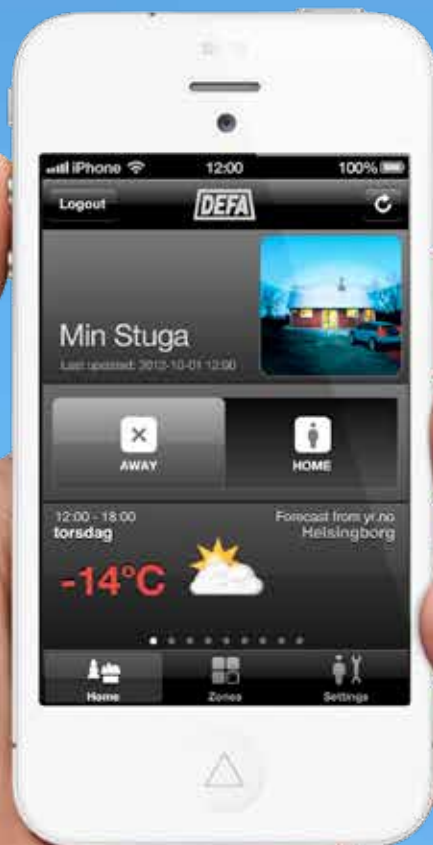 iPhone 12:00 100%
Logout DEFA
Min Stuga
Last updated: 2012-10-01 12:00
AWAY HOME
12:00 - 18:00 Forecast from yr.no
torsdag Helsingborg
-14°C
Home Zones Settings